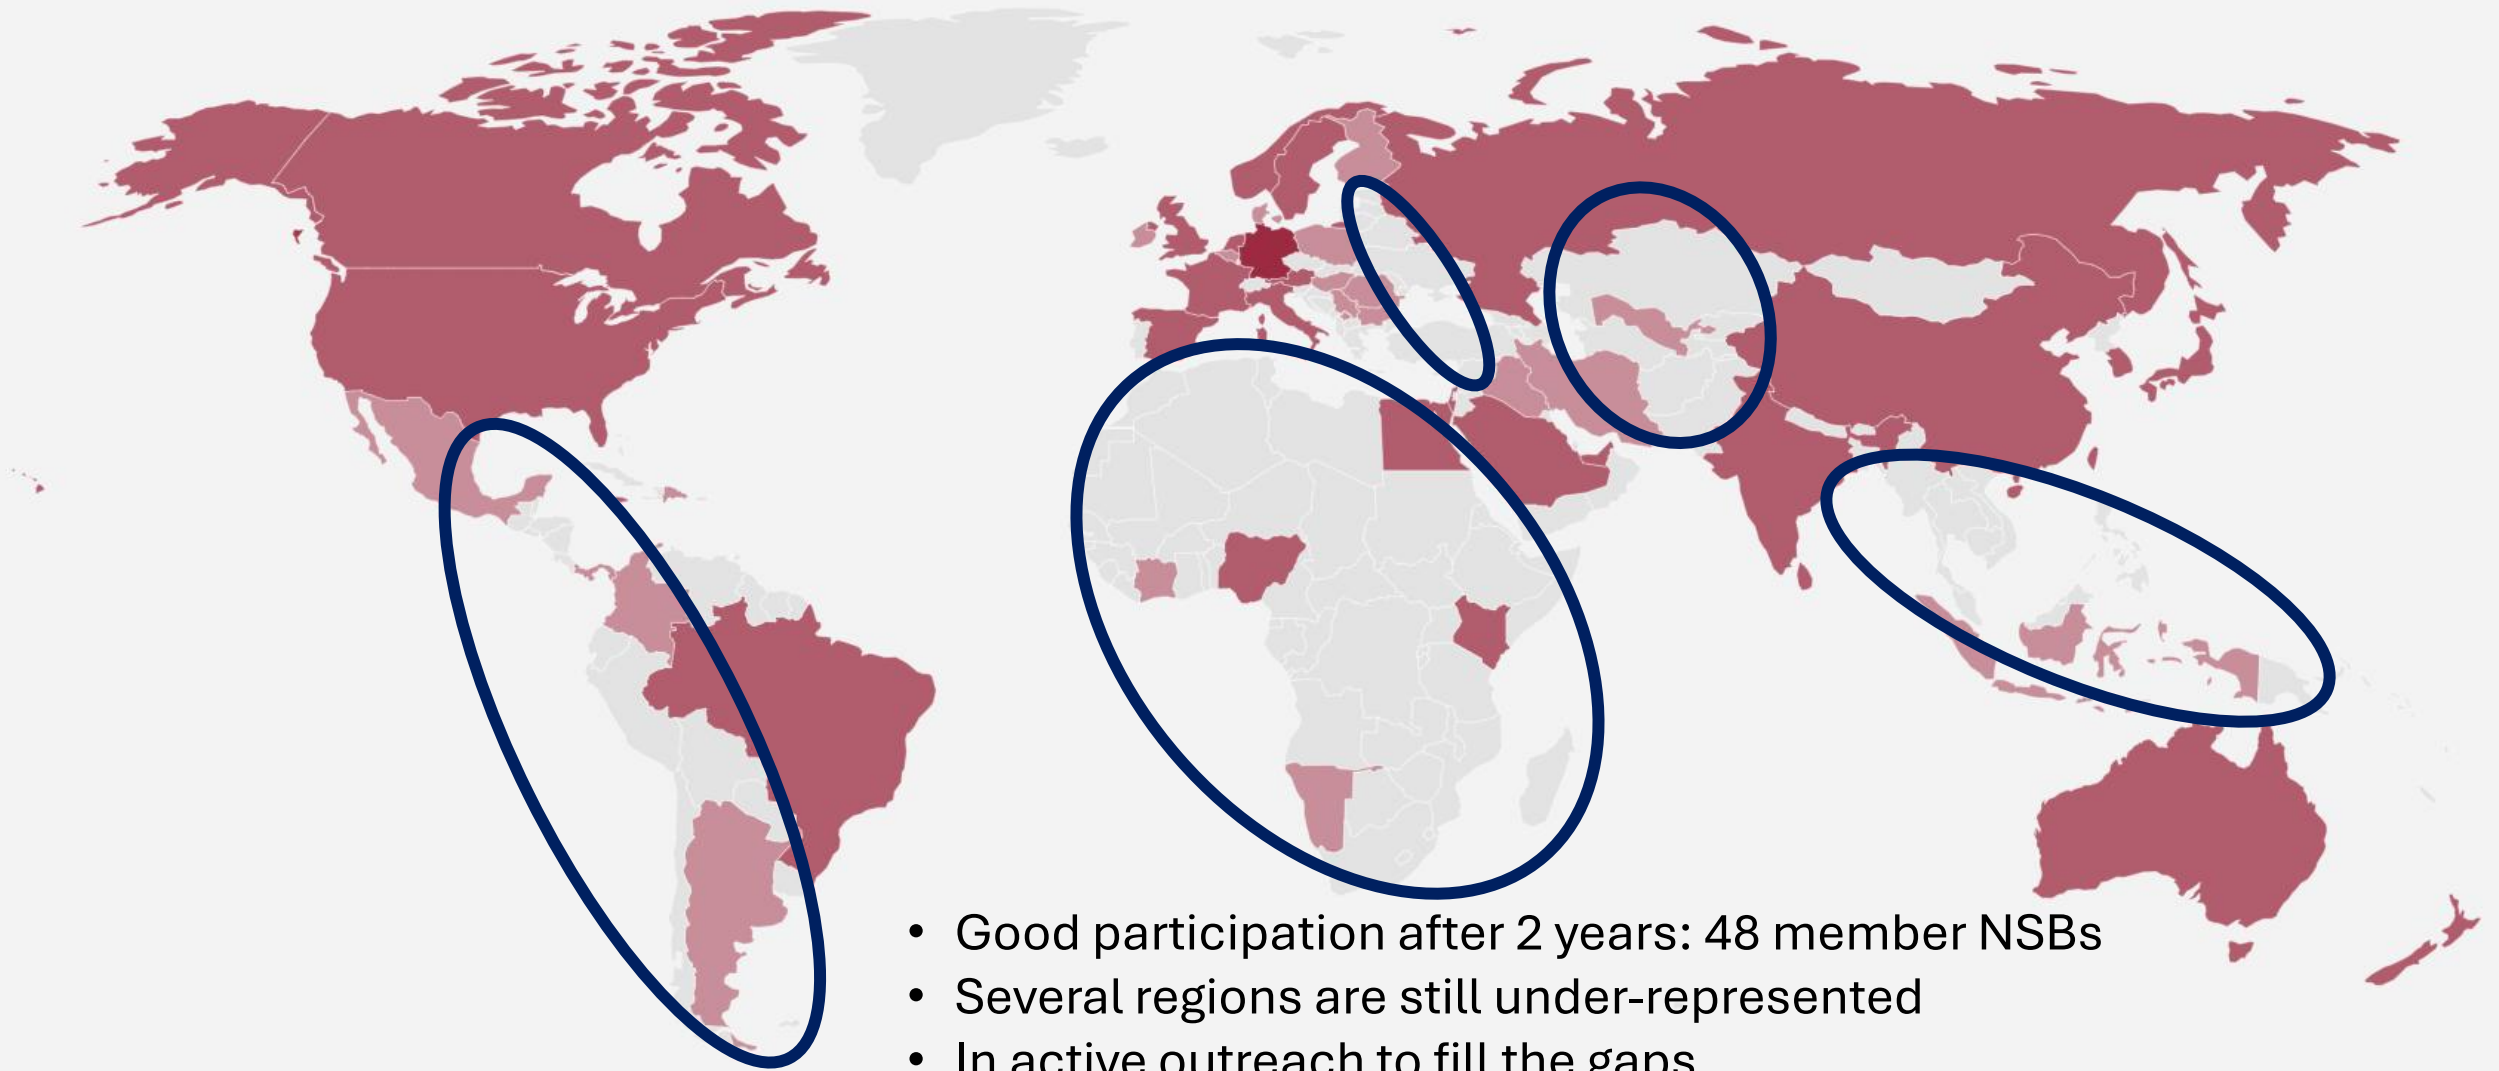 • Good participation after 2 years: 48 member NSBs
• Several regions are still under-represented
• In active outreach to fill the gaps